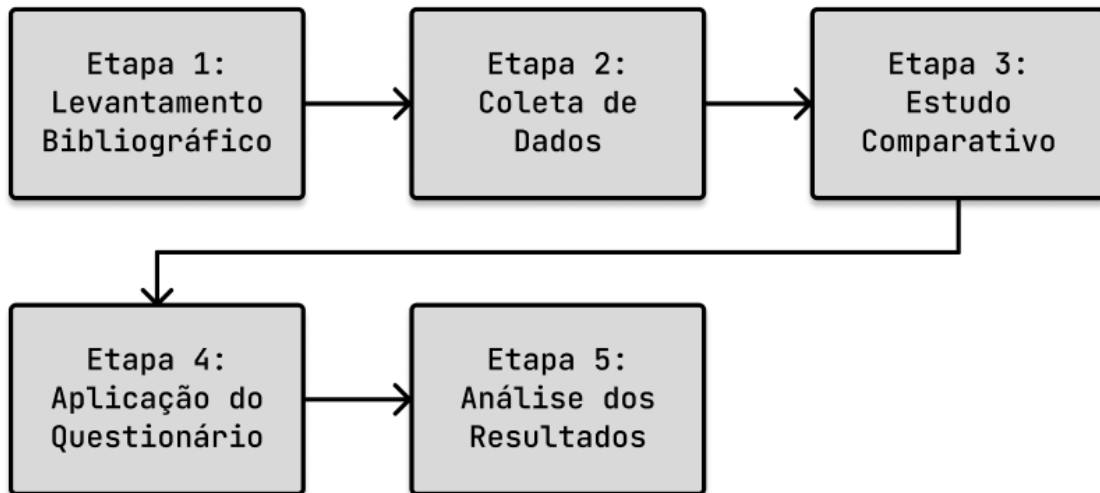 Etapa 1:
Levantamento
Bibliográfico
Etapa 2:
Coleta de
Dados
Etapa 3:
Estudo
Comparativo
Etapa 4:
Aplicação do
Questionário
Etapa 5:
Análise dos
Resultados